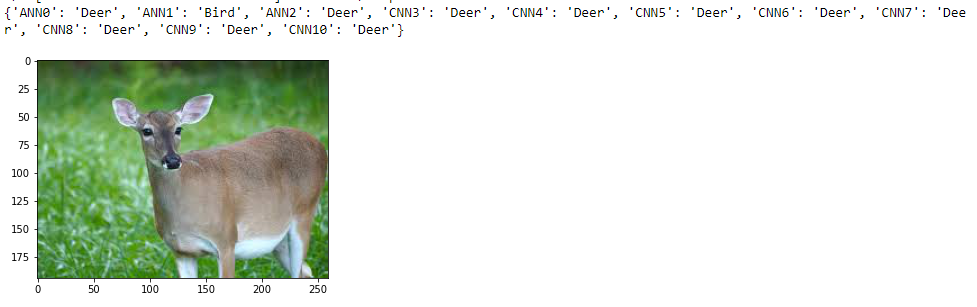 {'ANN0': 'Deer', 'ANN1': 'Bird', 'ANN2': 'Deer', 'CNN3': 'Deer', 'CNN4': 'Deer', 'CNN5': 'Deer', 'CNN6': 'Deer', 'CNN7': 'Dee
r', 'CNN8': 'Deer', 'CNN9': 'Deer', 'CNN10': 'Deer'}
0
25
50
75
100
125
150
175
0 50 100 150 200 250